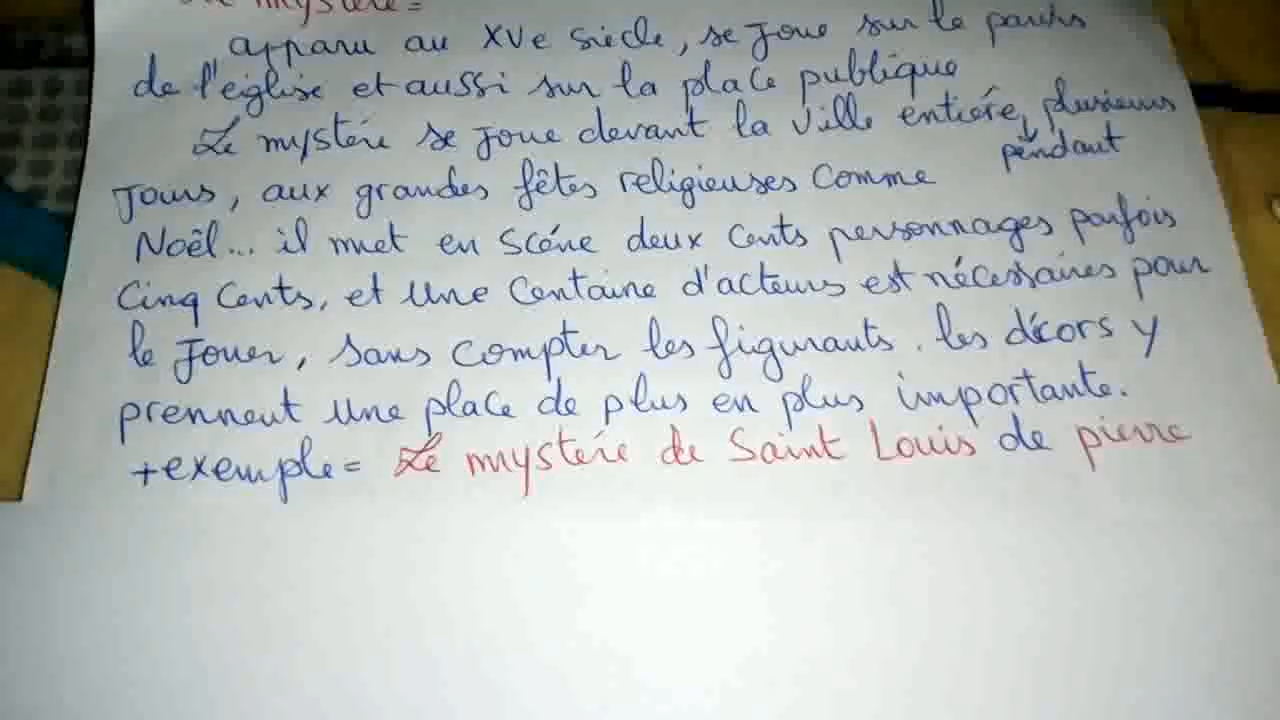 mystère =
apparu au XVe siècle, se joue sur le parvis
de l'église et aussi sur la place publique
Le mystère se joue devant la ville entière, plusieurs
pendant
Jours, aux grandes fêtes religieuses comme
Noël... il met en scéne deux cents personnages parfois
Cinq Cents, et une centaine d'acteurs est nécessaires pour
le Jouer, sans compter les figurants. les décors y
prennent une place de plus en plus importante.
+exemple = Le mystère de Saint Louis de pierre